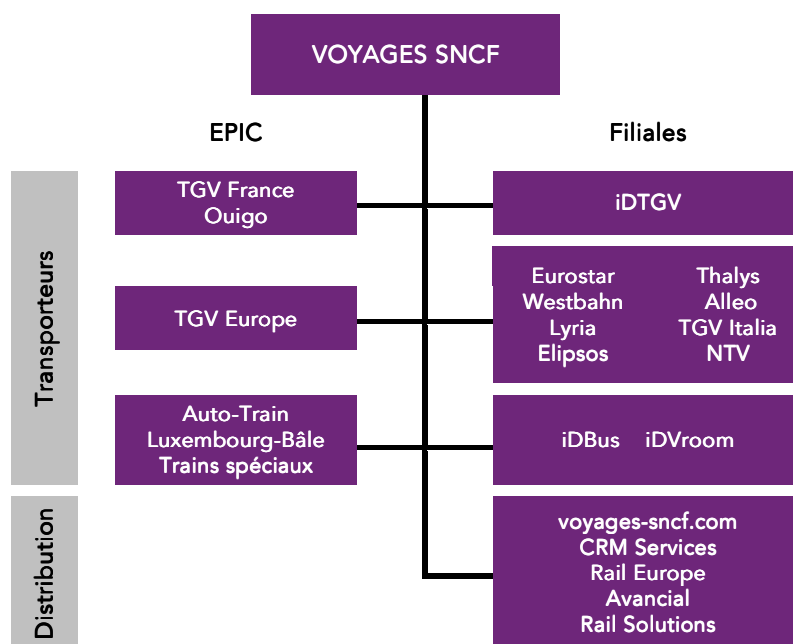 VOYAGES SNCF
EPIC
Filiales
Transporteurs
TGV France
Ouigo
iDTGV
TGV Europe
Eurostar Thalys
Westbahn Alleo
Lyria TGV Italia
Elipsos NTV
Auto-Train
Luxembourg-Bâle
Trains spéciaux
iDBus iDVroom
Distribution
voyages-sncf.com
CRM Services
Rail Europe
Avancial
Rail Solutions